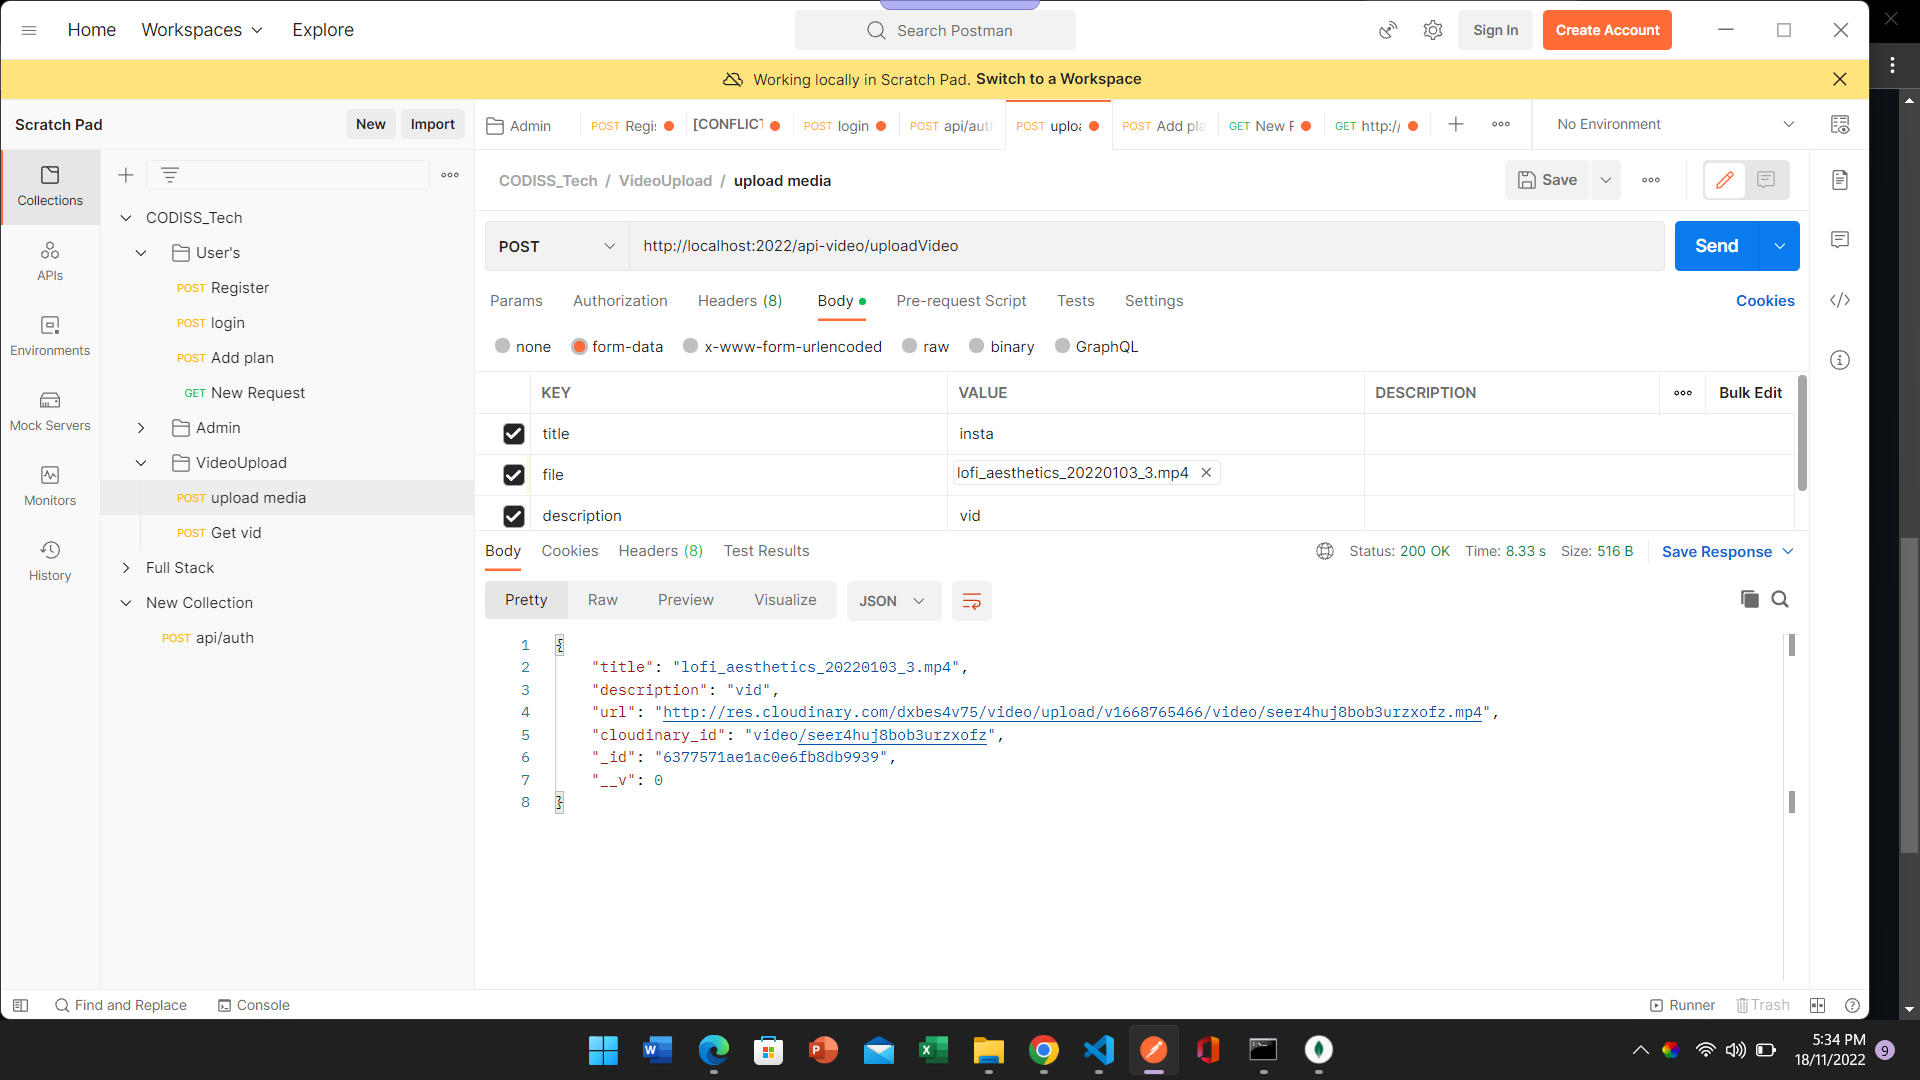 Home Workspaces Explore Search Postman Sign In Create Account
Working locally in Scratch Pad. Switch to a Workspace
Scratch Pad New Import
Admin POST Regi: [CONFLICT POST login POST api/aut POST uploa POST Add pla GET New F GET http:/ No Environment
CODISS_Tech / VideoUpload / upload media Save
POST http://localhost:2022/api-video/uploadVideo Send
Params Authorization Headers (8) Body Pre-request Script Tests Settings Cookies
none form-data x-www-form-urlencoded raw binary GraphQL
KEY VALUE DESCRIPTION Bulk Edit
title insta
file lofi_aesthetics_20220103_3.mp4
description vid
Collections
APIs
Environments
Mock Servers
Monitors
History
CODISS_Tech
User's
POST Register
POST login
POST Add plan
GET New Request
Admin
VideoUpload
POST upload media
POST Get vid
Full Stack
New Collection
POST api/auth
Body Cookies Headers (8) Test Results Status: 200 OK Time: 8.33 s Size: 516 B Save Response
Pretty Raw Preview Visualize JSON
1 {
2 "title": "lofi_aesthetics_20220103_3.mp4",
3 "description": "vid",
4 "url": "http://res.cloudinary.com/dxbes4v75/video/upload/v1668765466/video/seer4huj8bob3urzxofz.mp4",
5 "cloudinary_id": "video/seer4huj8bob3urzxofz",
6 "_id": "6377571ae1ac0e6fb8db9939",
7 "__v": 0
8 }
Find and Replace Console Runner Trash
5:34 PM
18/11/2022 9